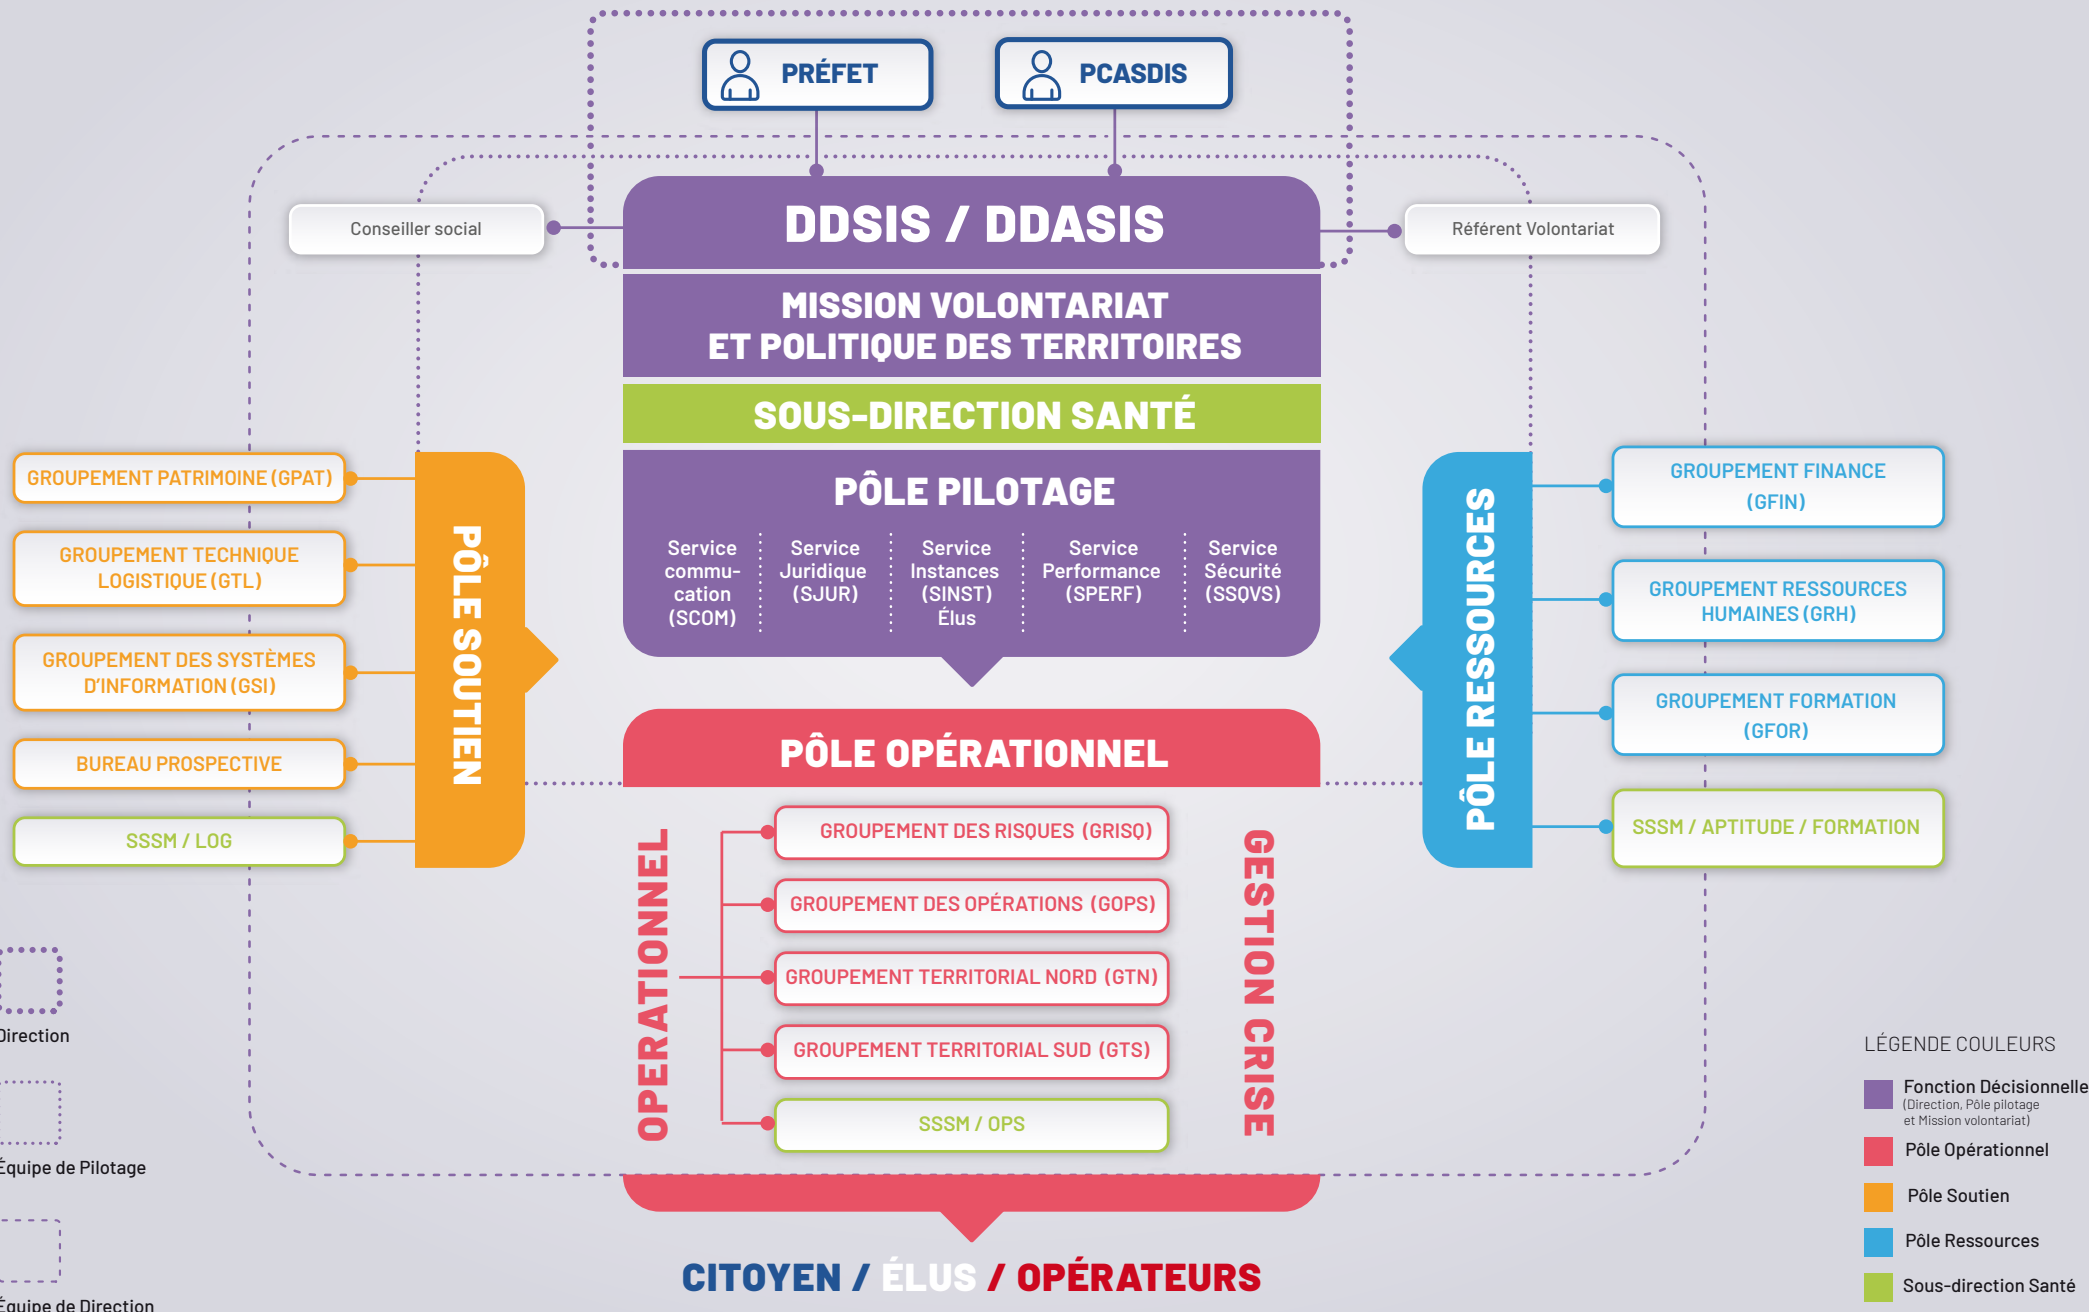 PRÉFET
PCASDIS
Conseiller social
DDSIS / DDASIS
Référent Volontariat
MISSION VOLONTARIAT
ET POLITIQUE DES TERRITOIRES
SOUS-DIRECTION SANTÉ
PÔLE PILOTAGE
Service
commu-
cation
(SCOM)
Service
Juridique
(SJUR)
Service
Instances
(SINST)
Élus
Service
Performance
(SPERF)
Service
Sécurité
(SSQVS)
GROUPEMENT PATRIMOINE (GPAT)
GROUPEMENT TECHNIQUE
LOGISTIQUE (GTL)
GROUPEMENT DES SYSTÈMES
D'INFORMATION (GSI)
BUREAU PROSPECTIVE
SSSM / LOG
PÔLE SOUTIEN
PÔLE RESSOURCES
GROUPEMENT FINANCE
(GFIN)
GROUPEMENT RESSOURCES
HUMAINES (GRH)
GROUPEMENT FORMATION
(GFOR)
SSSM / APTITUDE / FORMATION
PÔLE OPÉRATIONNEL
OPERATIONNEL
GROUPEMENT DES RISQUES (GRISQ)
GROUPEMENT DES OPÉRATIONS (GOPS)
GROUPEMENT TERRITORIAL NORD (GTN)
GROUPEMENT TERRITORIAL SUD (GTS)
SSSM / OPS
GESTION CRISE
CITOYEN / ÉLUS / OPÉRATEURS
Direction
Équipe de Pilotage
Équipe de Direction
LÉGENDE COULEURS
Fonction Décisionnelle
(Direction, Pôle pilotage
et Mission volontariat)
Pôle Opérationnel
Pôle Soutien
Pôle Ressources
Sous-direction Santé